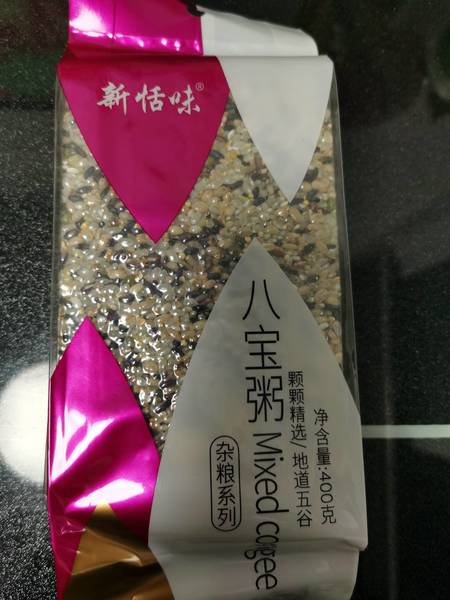 新恬味®
八宝粥 Mixed congee
颗颗精选/地道五谷
净含量:400克
杂粮系列